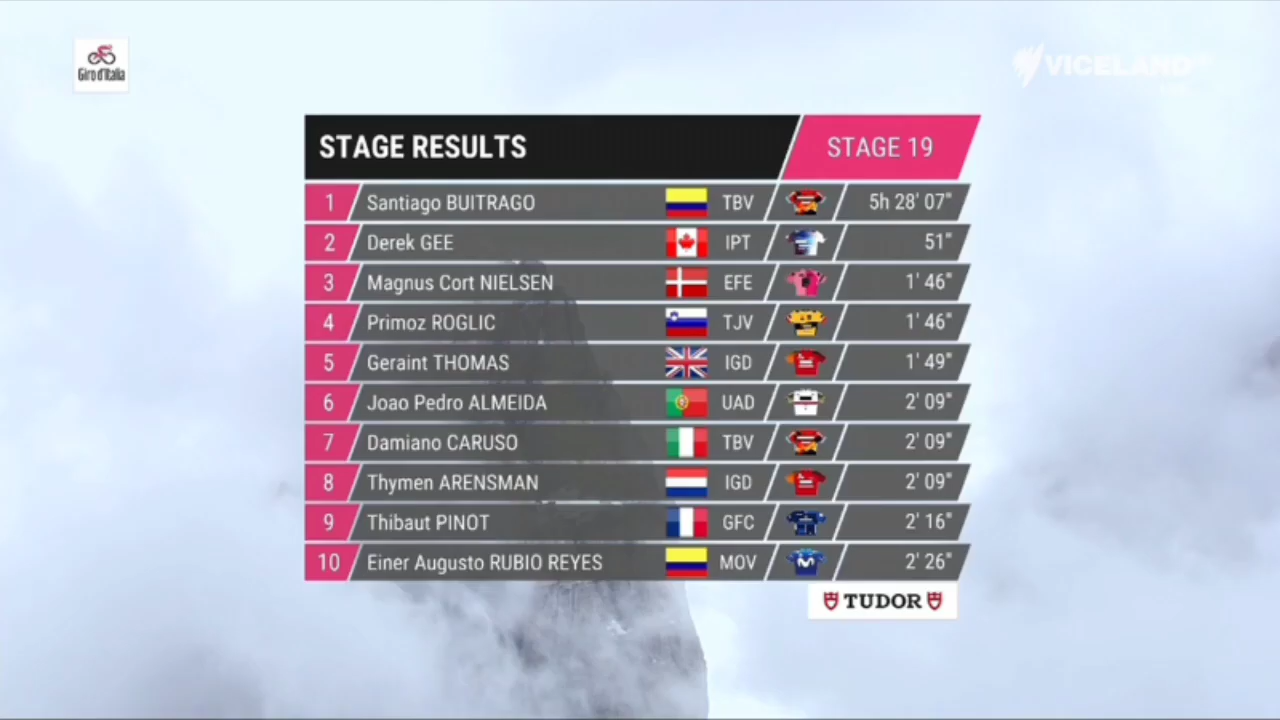 Giro d'Italia
VICELAND
STAGE RESULTS STAGE 19
1 Santiago BUITRAGO TBV 5h 28' 07"
2 Derek GEE IPT 51"
3 Magnus Cort NIELSEN EFE 1' 46"
4 Primoz ROGLIC TJV 1' 46"
5 Geraint THOMAS IGD 1' 49"
6 Joao Pedro ALMEIDA UAD 2' 09"
7 Damiano CARUSO TBV 2' 09"
8 Thymen ARENSMAN IGD 2' 09"
9 Thibaut PINOT GFC 2' 16"
10 Einer Augusto RUBIO REYES MOV 2' 26"
TUDOR